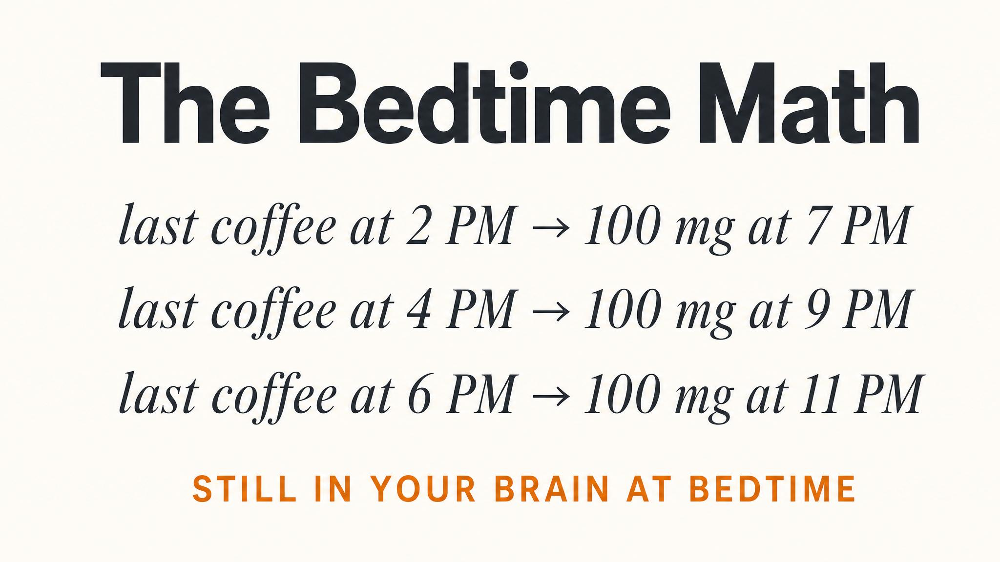 The Bedtime Math
last coffee at 2 PM → 100 mg at 7 PM
last coffee at 4 PM → 100 mg at 9 PM
last coffee at 6 PM → 100 mg at 11 PM
STILL IN YOUR BRAIN AT BEDTIME